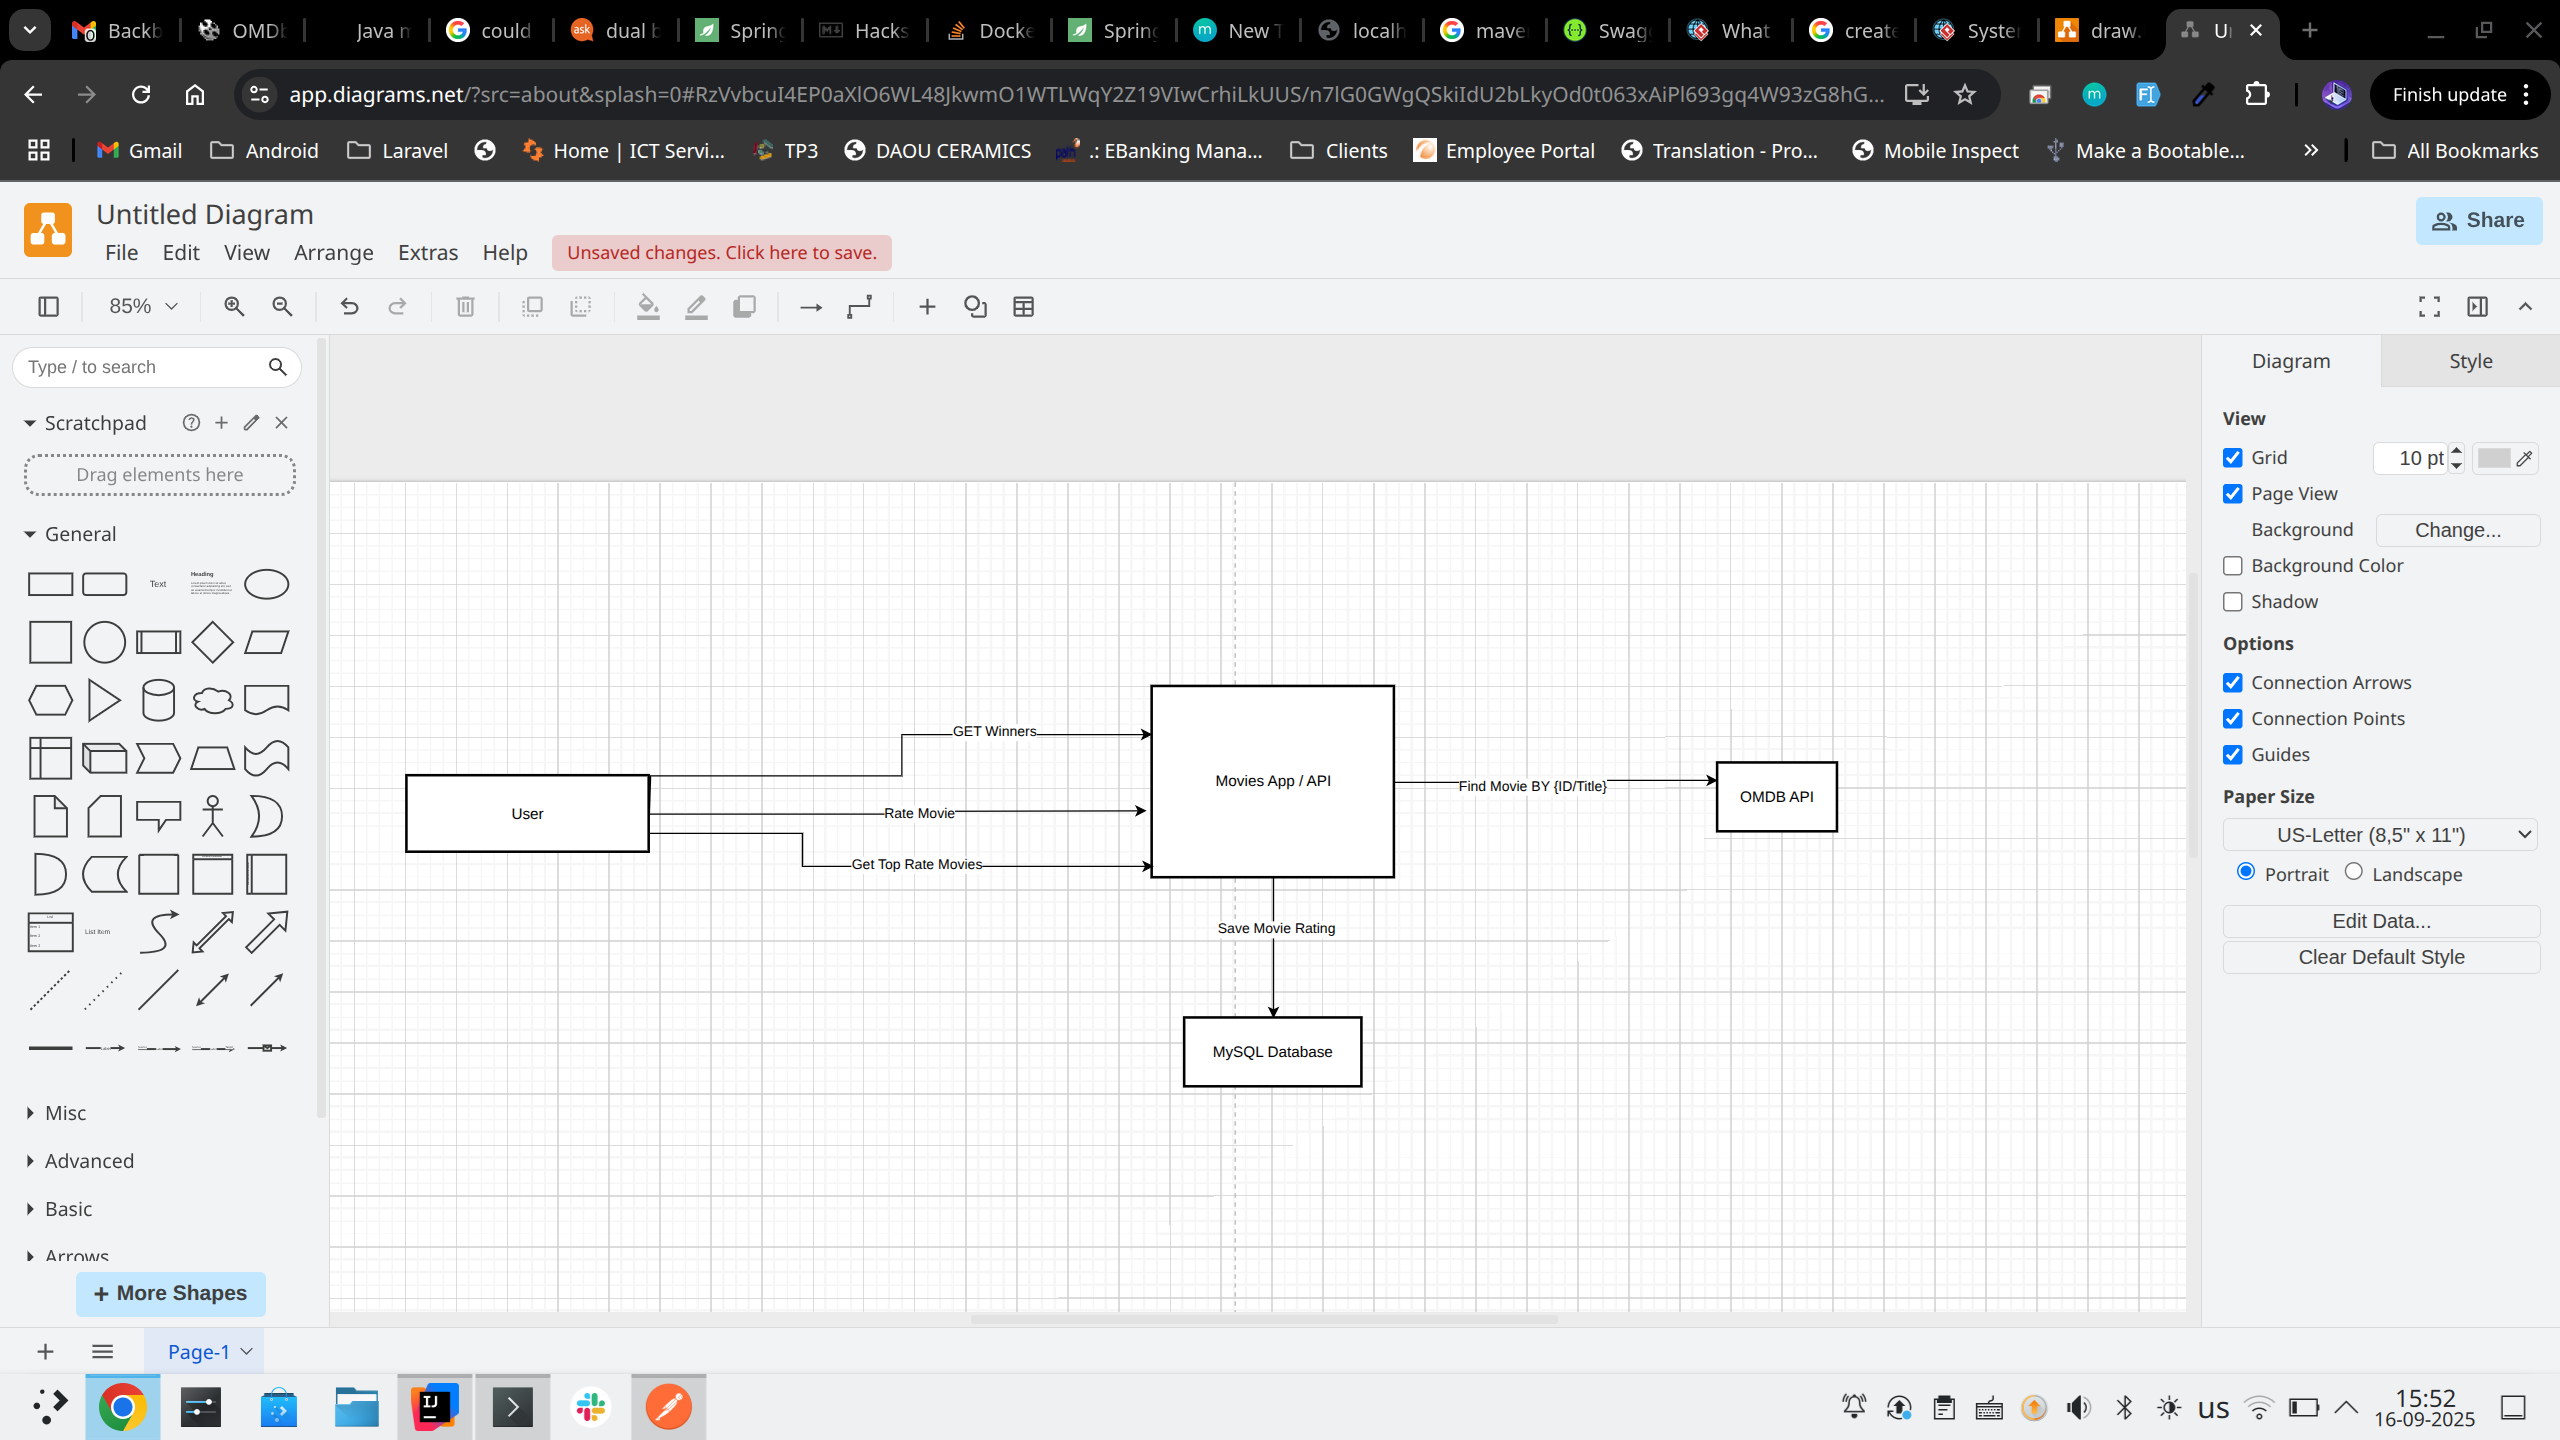 Backb
OMDb
Java m
could
dual b
Spring
Hacks
Docke
Spring
New T
localh
mave
Swag
What
create
Syste
draw.
Ur
app.diagrams.net/?src=about&splash=0#RzVvbcuI4EP0aXlO6WL48JkwmO1WTLWqY2Z19VIwCrhiLkUUS/n7lG0GWgQSkiIdU2bLkyOd0t063xAiPl693gq4W93zG8hG...
Finish update
Gmail
Android
Laravel
Home | ICT Servi...
TP3
DAOU CERAMICS
.: EBanking Mana...
Clients
Employee Portal
Translation - Pro...
Mobile Inspect
Make a Bootable...
»
All Bookmarks
Untitled Diagram
File Edit View Arrange Extras Help
Unsaved changes. Click here to save.
Share
85%
Type / to search
Scratchpad
Drag elements here
General
Text
Heading
List Item
Misc
Advanced
Basic
Arrows
+ More Shapes
GET Winners
User
Rate Movie
Get Top Rate Movies
Movies App / API
Find Movie BY {ID/Title}
OMDB API
Save Movie Rating
MySQL Database
Diagram
Style
View
Grid
10 pt
Page View
Background
Change...
Background Color
Shadow
Options
Connection Arrows
Connection Points
Guides
Paper Size
US-Letter (8,5" x 11")
Portrait
Landscape
Edit Data...
Clear Default Style
Page-1
IJ
us
15:52
16-09-2025